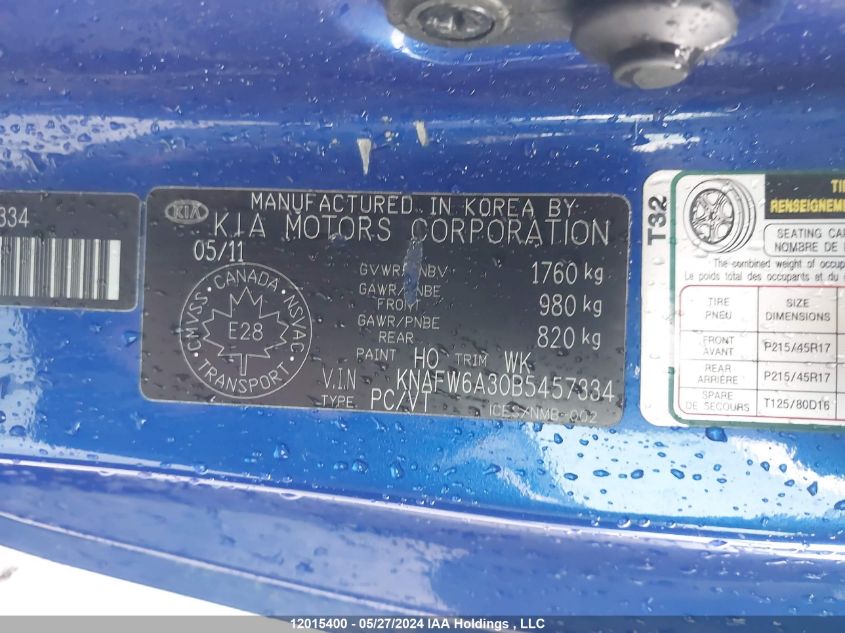 334
KIA
MANUFACTURED IN KOREA BY
KIA MOTORS CORPORATION
05/11
GVWR/PNBV 1760 kg
GAWR/PNBE FRONT 980 kg
GAWR/PNBE REAR 820 kg
PAINT HO TRIM WK
V.I.N KNAFW6A30B5457334
TYPE PC/VT
ICES/NMB-002
CMVSS · CANADA · NSVAC
E28
TRANSPORT
T32
TI
RENSEIGNEM
SEATING CA
NOMBRE DE
The combined weight of occup
Le poids total des occupants et du
TIRE PNEU SIZE DIMENSIONS
FRONT AVANT P215/45R17
REAR ARRIÈRE P215/45R17
SPARE DE SECOURS T125/80D16
12015400 - 05/27/2024 IAA Holdings , LLC